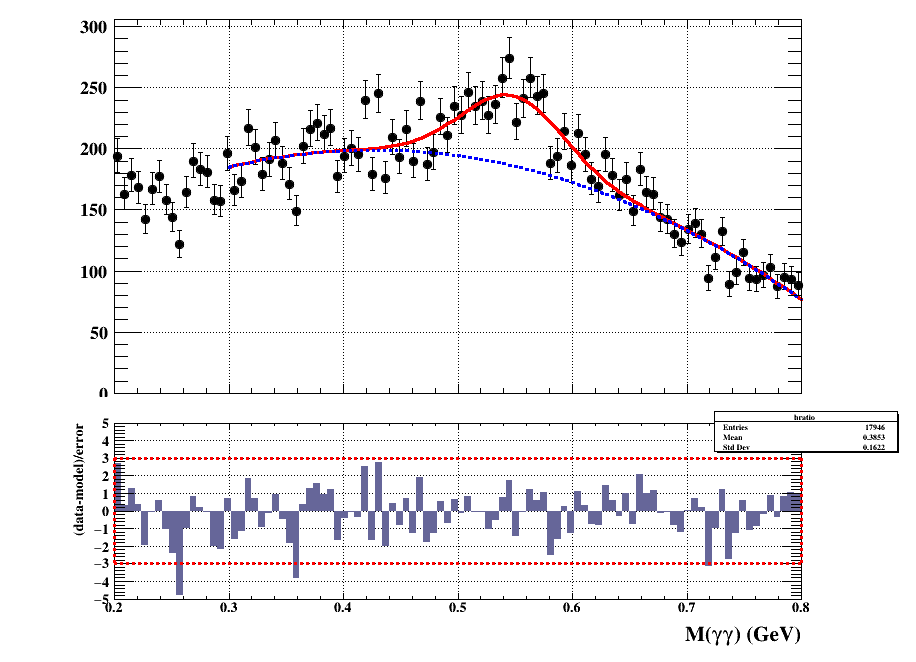 300
250
200
150
100
50
0
hratio
Entries 17946
Mean 0.3853
Std Dev 0.1622
(data-model)/error
5
4
3
2
1
0
−1
−2
−3
−4
−5
0.2 0.3 0.4 0.5 0.6 0.7 0.8
M(γγ) (GeV)